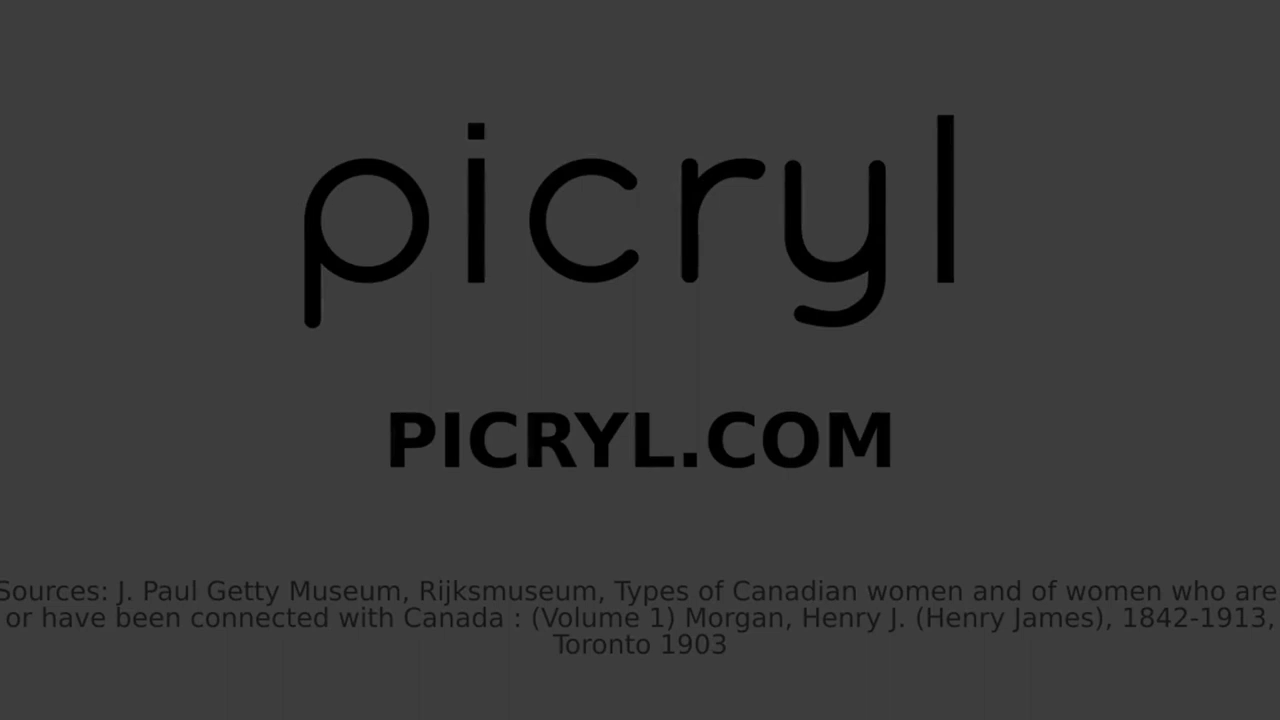 picryl
PICRYL.COM
Sources: J. Paul Getty Museum, Rijksmuseum, Types of Canadian women and of women who are
or have been connected with Canada : (Volume 1) Morgan, Henry J. (Henry James), 1842-1913,
Toronto 1903